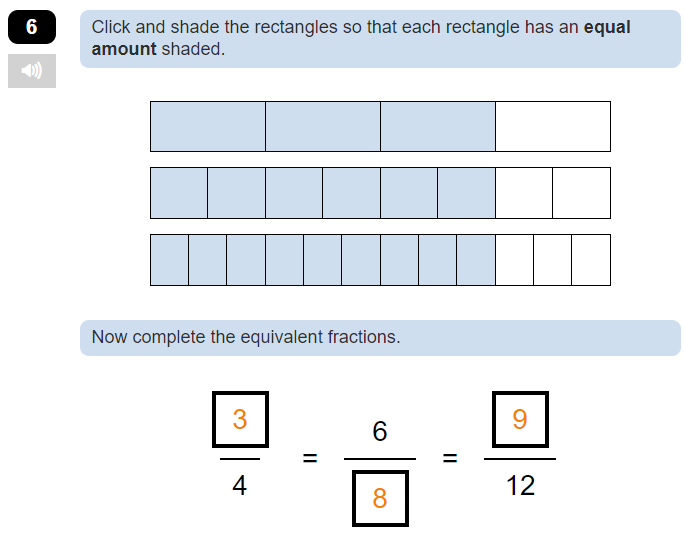 6
Click and shade the rectangles so that each rectangle has an equal
amount shaded.
Now complete the equivalent fractions.
3/4 = 6/8 = 9/12